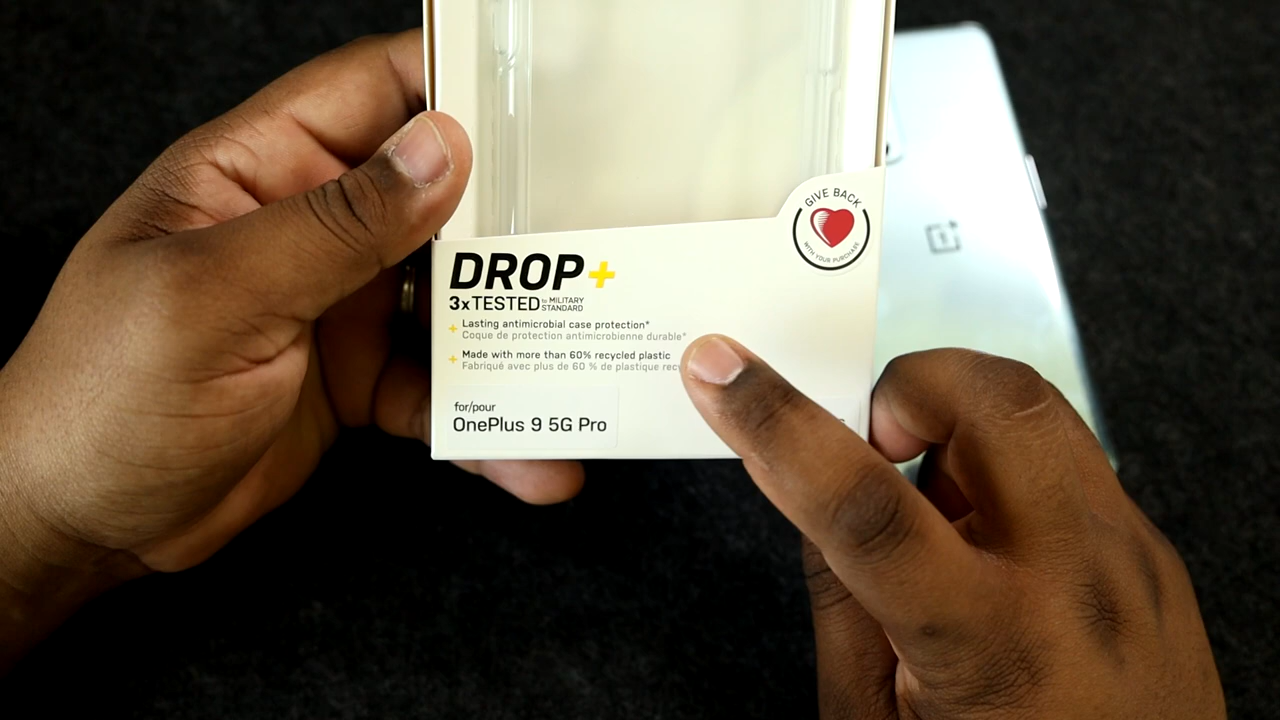 GIVE BACK
WITH YOUR PURCHASE
DROP+
3xTESTED to MILITARY STANDARD
+ Lasting antimicrobial case protection*
Coque de protection antimicrobienne durable*
+ Made with more than 60% recycled plastic
Fabriqué avec plus de 60 % de plastique
for/pour
OnePlus 9 5G Pro